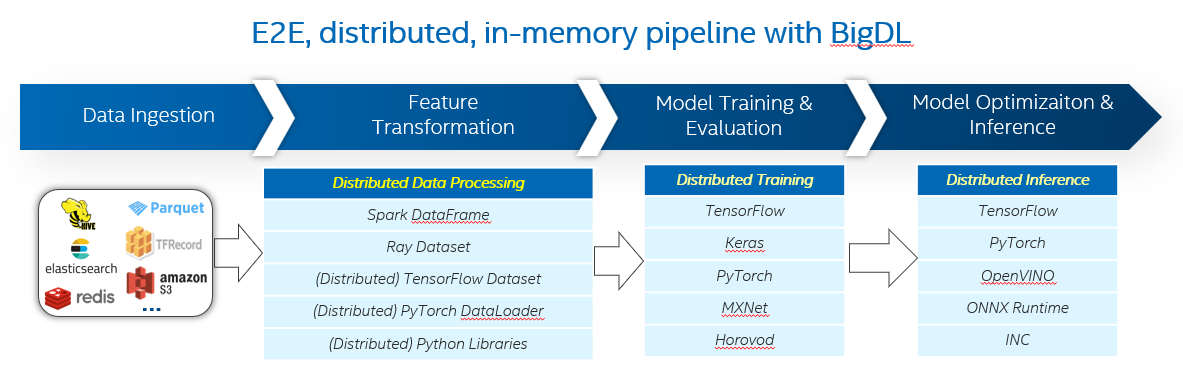 E2E, distributed, in-memory pipeline with BigDL
Data Ingestion
Feature
Transformation
Model Training &
Evaluation
Model Optimizaiton &
Inference
HIVE
Parquet
elasticsearch
TFRecord
redis
amazon
S3
...
Distributed Data Processing
Spark DataFrame
Ray Dataset
(Distributed) TensorFlow Dataset
(Distributed) PyTorch DataLoader
(Distributed) Python Libraries
Distributed Training
TensorFlow
Keras
PyTorch
MXNet
Horovod
Distributed Inference
TensorFlow
PyTorch
OpenVINO
ONNX Runtime
INC